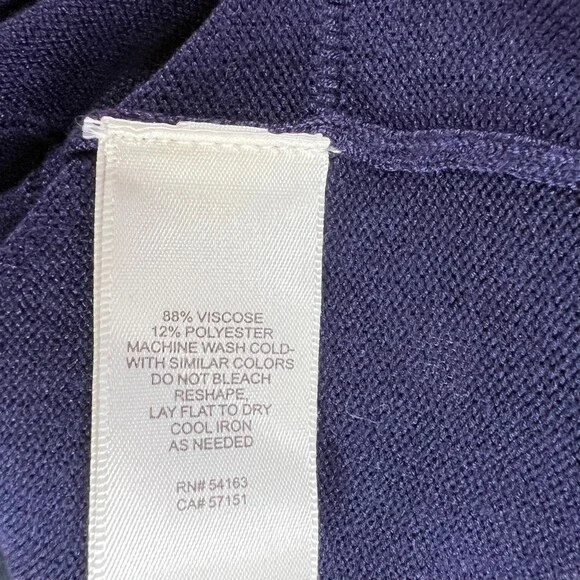 88% VISCOSE
12% POLYESTER
MACHINE WASH COLD-
WITH SIMILAR COLORS
DO NOT BLEACH
RESHAPE,
LAY FLAT TO DRY
COOL IRON
AS NEEDED
RN# 54163
CA# 57151